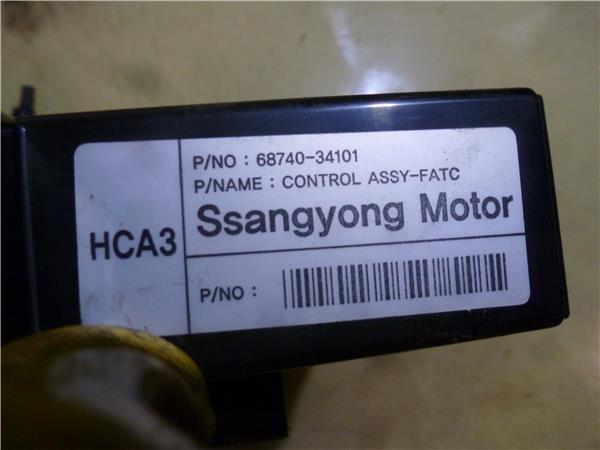 HCA3
P/NO : 68740-34101
P/NAME : CONTROL ASSY-FATC
Ssangyong Motor
P/NO :